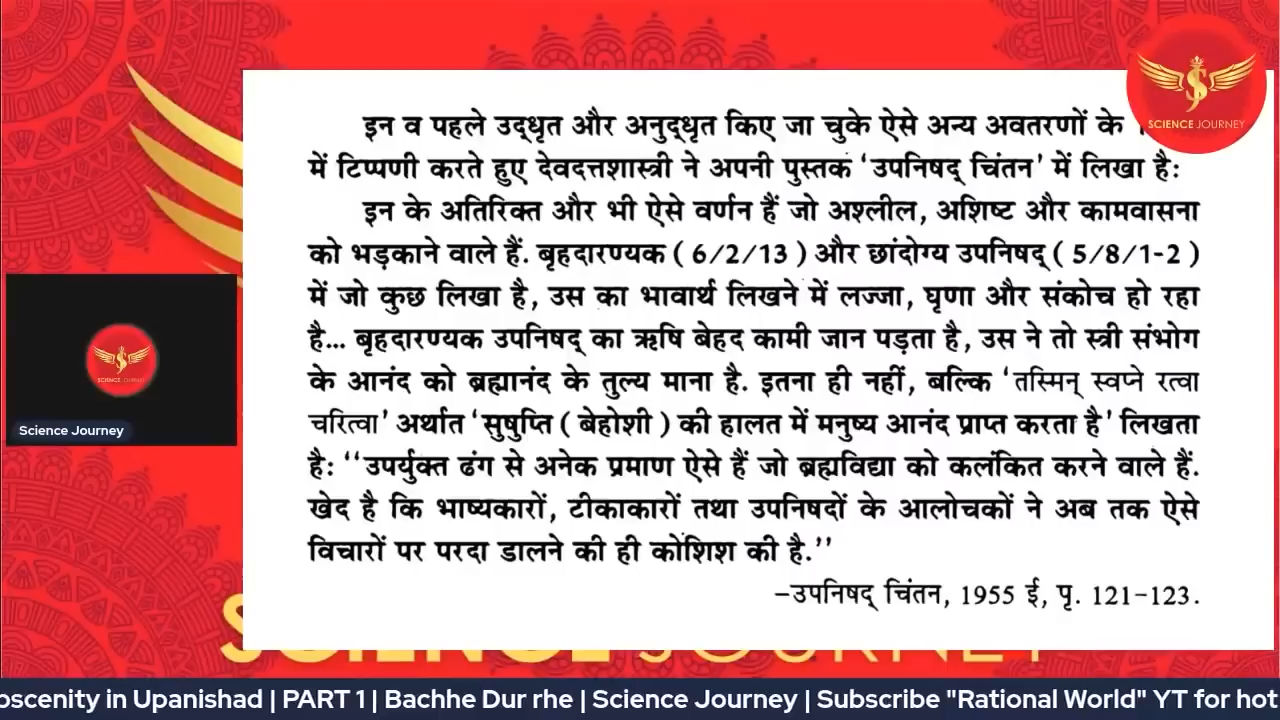 इन व पहले उद्धृत और अनुद्धृत किए जा चुके ऐसे अन्य अवतरणों के
में टिप्पणी करते हुए देवदत्तशास्त्री ने अपनी पुस्तक ‘उपनिषद् चिंतन’ में लिखा है:
इन के अतिरिक्त और भी ऐसे वर्णन हैं जो अश्लील, अशिष्ट और कामवासना
को भड़काने वाले हैं. बृहदारण्यक ( 6/2/13 ) और छांदोग्य उपनिषद् ( 5/8/1-2 )
में जो कुछ लिखा है, उस का भावार्थ लिखने में लज्जा, घृणा और संकोच हो रहा
है... बृहदारण्यक उपनिषद् का ऋषि बेहद कामी जान पड़ता है, उस ने तो स्त्री संभोग
के आनंद को ब्रह्मानंद के तुल्य माना है. इतना ही नहीं, बल्कि ‘तस्मिन् स्वप्ने रत्वा
चरित्वा’ अर्थात ‘सुषुप्ति ( बेहोशी ) की हालत में मनुष्य आनंद प्राप्त करता है’ लिखता
है: ‘‘उपर्युक्त ढंग से अनेक प्रमाण ऐसे हैं जो ब्रह्मविद्या को कलंकित करने वाले हैं.
खेद है कि भाष्यकारों, टीकाकारों तथा उपनिषदों के आलोचकों ने अब तक ऐसे
विचारों पर परदा डालने की ही कोशिश की है.’’
–उपनिषद् चिंतन, 1955 ई, पृ. 121–123.
SCIENCE JOURNEY
SCIENCE JOURNEY
Science Journey
SCIENCE JOURNEY
oscenity in Upanishad | PART 1 | Bachhe Dur rhe | Science Journey | Subscribe "Rational World" YT for hot